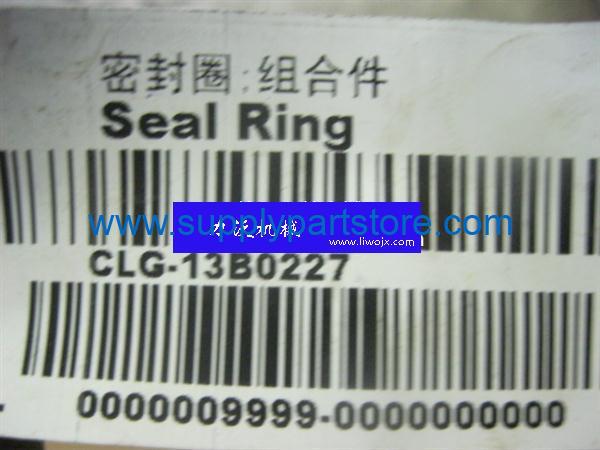 密封圈:组合件
Seal Ring
www.supplypartstore.com
www.liwojx.com
CLG-13B0227
0000009999-0000000000